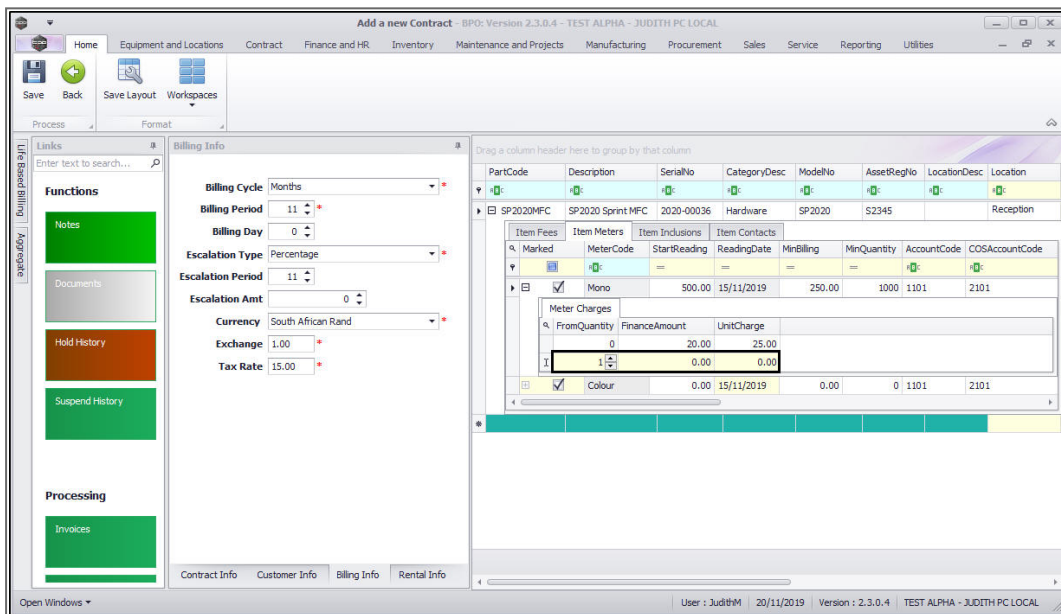 Add a new Contract - BPO: Version 2.3.0.4 - TEST ALPHA - JUDITH PC LOCAL
Home Equipment and Locations Contract Finance and HR Inventory Maintenance and Projects Manufacturing Procurement Sales Service Reporting Utilities
Save Back Save Layout Workspaces
Process Format
Life Based Billing
Aggregate
Links
Enter text to search...
Functions
Notes
Documents
Hold History
Suspend History
Processing
Invoices
Billing Info
Billing Cycle Months *
Billing Period 11 *
Billing Day 0
Escalation Type Percentage *
Escalation Period 11
Escalation Amt 0
Currency South African Rand *
Exchange 1.00 *
Tax Rate 15.00 *
Contract Info Customer Info Billing Info Rental Info
Drag a column header here to group by that column
PartCode Description SerialNo CategoryDesc ModelNo AssetRegNo LocationDesc Location
SP2020MFC SP2020 Sprint MFC 2020-00036 Hardware SP2020 S2345 Reception
Item Fees Item Meters Item Inclusions Item Contacts
Marked MeterCode StartReading ReadingDate MinBilling MinQuantity AccountCode COSAccountCode
= = = =
Mono 500.00 15/11/2019 250.00 1000 1101 2101
Meter Charges
FromQuantity FinanceAmount UnitCharge
0 20.00 25.00
1 0.00 0.00
Colour 0.00 15/11/2019 0.00 0 1101 2101
Open Windows User : JudithM 20/11/2019 Version : 2.3.0.4 TEST ALPHA - JUDITH PC LOCAL